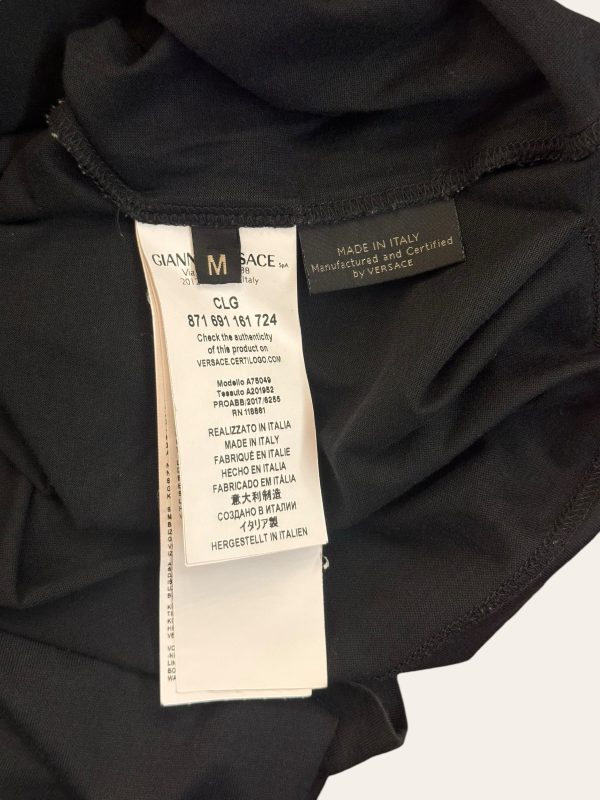 GIANN SACE SpA
M
Via 38
201 Italy
CLG
871 691 161 724
Check the authenticity
of this product on
VERSACE.CERTILOGO.COM
Modello A75049
Tessuto A201952
PROABB/2017/6255
RN 116881
REALIZZATO IN ITALIA
MADE IN ITALY
FABRIQUÉ EN ITALIE
HECHO EN ITALIA
FABRICADO EM ITÁLIA
意大利制造
СОЗДАНО В ИТАЛИИ
イタリア製
HERGESTELLT IN ITALIEN
MADE IN ITALY
Manufactured and Certified
by VERSACE